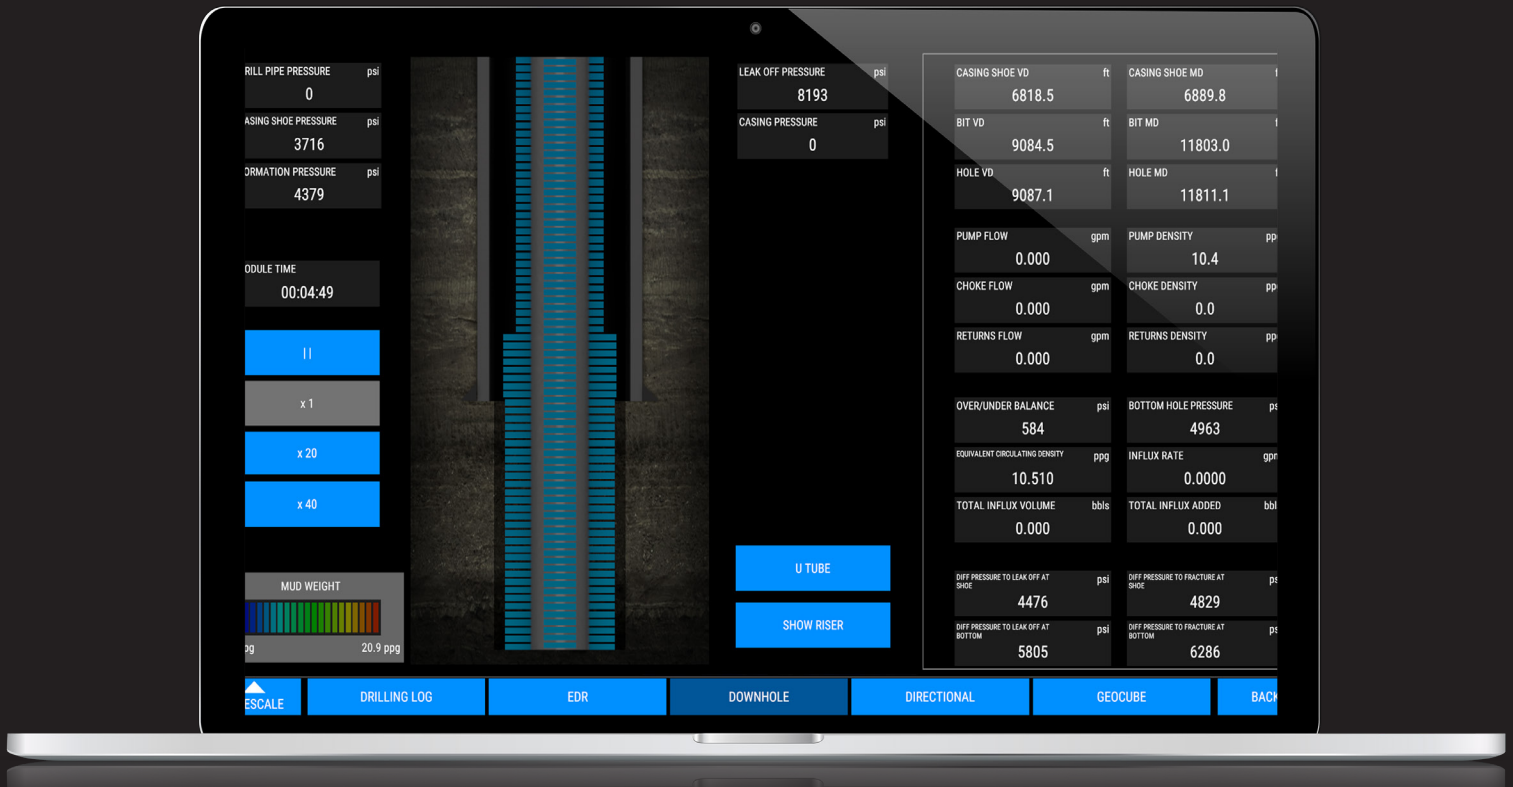 RILL PIPE PRESSURE psi
0
ASING SHOE PRESSURE psi
3716
ORMATION PRESSURE psi
4379
ODULE TIME
00:04:49
||
x 1
x 20
x 40
MUD WEIGHT
pg 20.9 ppg
LEAK OFF PRESSURE psi
8193
CASING PRESSURE psi
0
U TUBE
SHOW RISER
CASING SHOE VD ft
6818.5
CASING SHOE MD f
6889.8
BIT VD ft
9084.5
BIT MD f
11803.0
HOLE VD ft
9087.1
HOLE MD f
11811.1
PUMP FLOW gpm
0.000
PUMP DENSITY pp
10.4
CHOKE FLOW gpm
0.000
CHOKE DENSITY pp
0.0
RETURNS FLOW gpm
0.000
RETURNS DENSITY pp
0.0
OVER/UNDER BALANCE psi
584
BOTTOM HOLE PRESSURE ps
4963
EQUIVALENT CIRCULATING DENSITY ppg
10.510
INFLUX RATE gpm
0.0000
TOTAL INFLUX VOLUME bbls
0.000
TOTAL INFLUX ADDED bbl
0.000
DIFF PRESSURE TO LEAK OFF AT psi
SHOE
4476
DIFF PRESSURE TO FRACTURE AT ps
SHOE
4829
DIFF PRESSURE TO LEAK OFF AT psi
BOTTOM
5805
DIFF PRESSURE TO FRACTURE AT ps
BOTTOM
6286
ESCALE
DRILLING LOG
EDR
DOWNHOLE
DIRECTIONAL
GEOCUBE
BACK